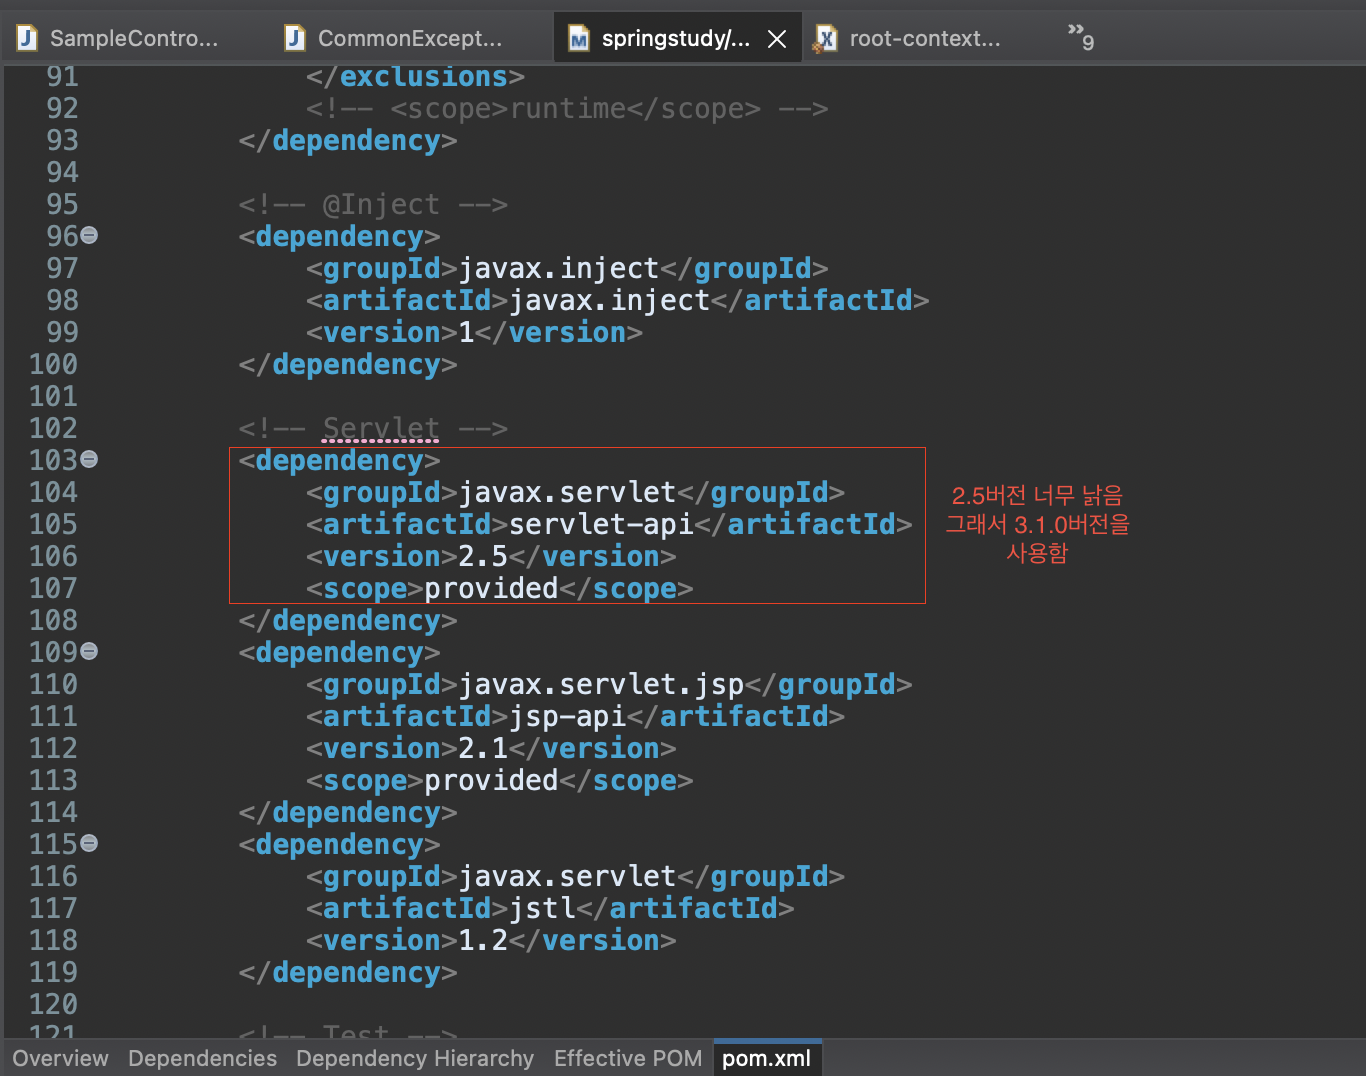 SampleContro...
CommonExcept...
springstudy/...
root-context...
»9
91 </exclusions>
92 <!-- <scope>runtime</scope> -->
93 </dependency>
94
95 <!-- @Inject -->
96 <dependency>
97 <groupId>javax.inject</groupId>
98 <artifactId>javax.inject</artifactId>
99 <version>1</version>
100 </dependency>
101
102 <!-- Servlet -->
103 <dependency>
104 <groupId>javax.servlet</groupId>
105 <artifactId>servlet-api</artifactId>
106 <version>2.5</version>
107 <scope>provided</scope>
2.5버전 너무 낡음
그래서 3.1.0버전을
사용함
108 </dependency>
109 <dependency>
110 <groupId>javax.servlet.jsp</groupId>
111 <artifactId>jsp-api</artifactId>
112 <version>2.1</version>
113 <scope>provided</scope>
114 </dependency>
115 <dependency>
116 <groupId>javax.servlet</groupId>
117 <artifactId>jstl</artifactId>
118 <version>1.2</version>
119 </dependency>
120
121 <!-- Test -->
Overview Dependencies Dependency Hierarchy Effective POM pom.xml